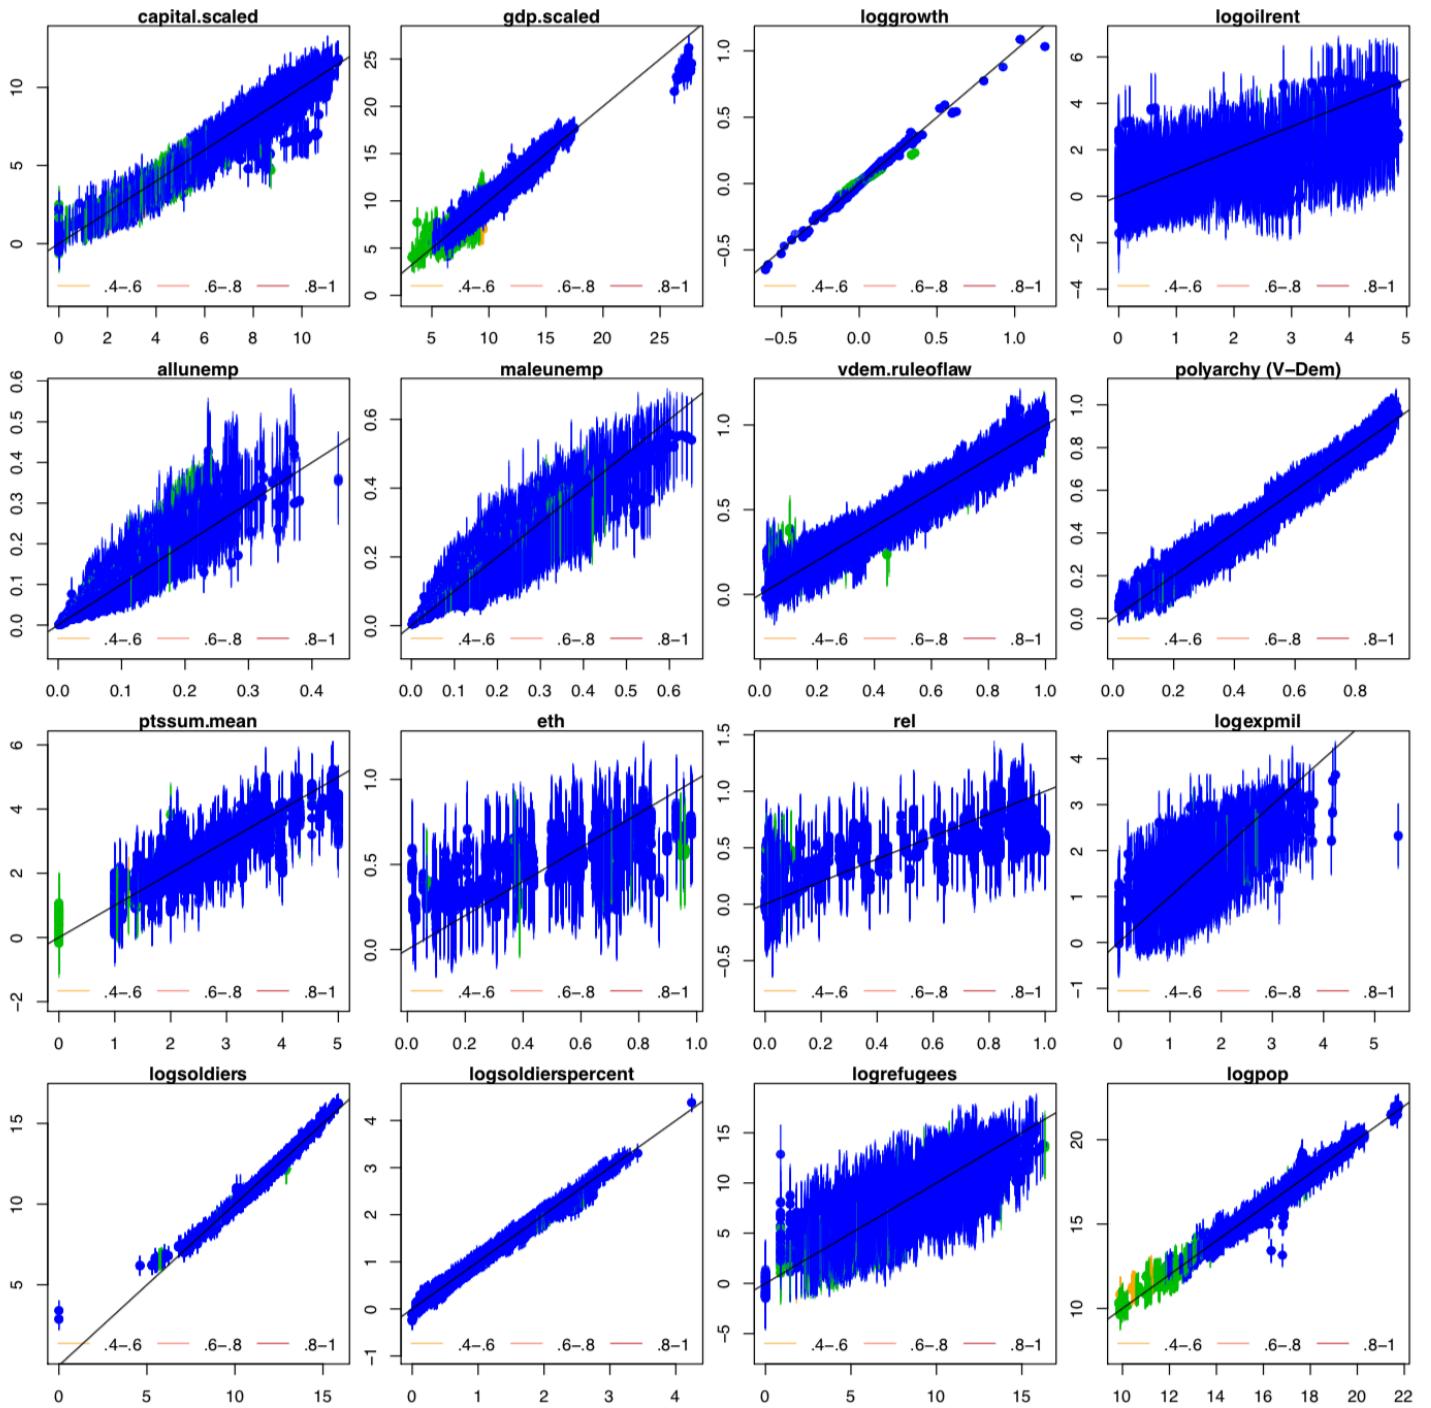 capital.scaled
10
5
0
.4−.6 .6−.8 .8−1
0 2 4 6 8 10
gdp.scaled
25
20
15
10
5
0
.4−.6 .6−.8 .8−1
5 10 15 20 25
loggrowth
1.0
0.5
0.0
−0.5
.4−.6 .6−.8 .8−1
−0.5 0.0 0.5 1.0
logoilrent
6
4
2
0
−2
−4
.4−.6 .6−.8 .8−1
0 1 2 3 4 5
allunemp
0.6
0.5
0.4
0.3
0.2
0.1
0.0
.4−.6 .6−.8 .8−1
0.0 0.1 0.2 0.3 0.4
maleunemp
0.6
0.4
0.2
0.0
.4−.6 .6−.8 .8−1
0.0 0.1 0.2 0.3 0.4 0.5 0.6
vdem.ruleoflaw
1.0
0.5
0.0
.4−.6 .6−.8 .8−1
0.0 0.2 0.4 0.6 0.8 1.0
polyarchy (V−Dem)
1.0
0.8
0.6
0.4
0.2
0.0
.4−.6 .6−.8 .8−1
0.0 0.2 0.4 0.6 0.8
ptssum.mean
6
4
2
0
−2
.4−.6 .6−.8 .8−1
0 1 2 3 4 5
eth
1.0
0.5
0.0
.4−.6 .6−.8 .8−1
0.0 0.2 0.4 0.6 0.8 1.0
rel
1.5
1.0
0.5
0.0
−0.5
.4−.6 .6−.8 .8−1
0.0 0.2 0.4 0.6 0.8 1.0
logexpmil
4
3
2
1
0
−1
.4−.6 .6−.8 .8−1
0 1 2 3 4 5
logsoldiers
15
10
5
.4−.6 .6−.8 .8−1
0 5 10 15
logsoldierspercent
4
3
2
1
0
−1
.4−.6 .6−.8 .8−1
0 1 2 3 4
logrefugees
15
10
5
0
−5
.4−.6 .6−.8 .8−1
0 5 10 15
logpop
20
15
10
.4−.6 .6−.8 .8−1
10 12 14 16 18 20 22